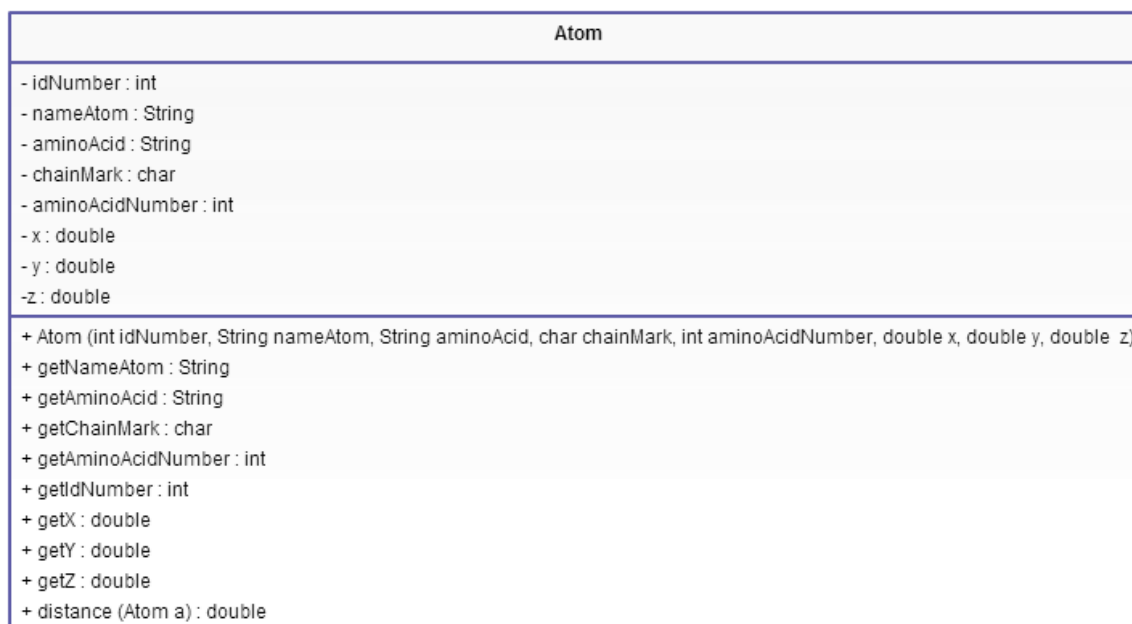 Atom
- idNumber : int
- nameAtom : String
- aminoAcid : String
- chainMark : char
- aminoAcidNumber : int
- x : double
- y : double
-z : double
+ Atom (int idNumber, String nameAtom, String aminoAcid, char chainMark, int aminoAcidNumber, double x, double y, double z)
+ getNameAtom : String
+ getAminoAcid : String
+ getChainMark : char
+ getAminoAcidNumber : int
+ getIdNumber : int
+ getX : double
+ getY : double
+ getZ : double
+ distance (Atom a) : double